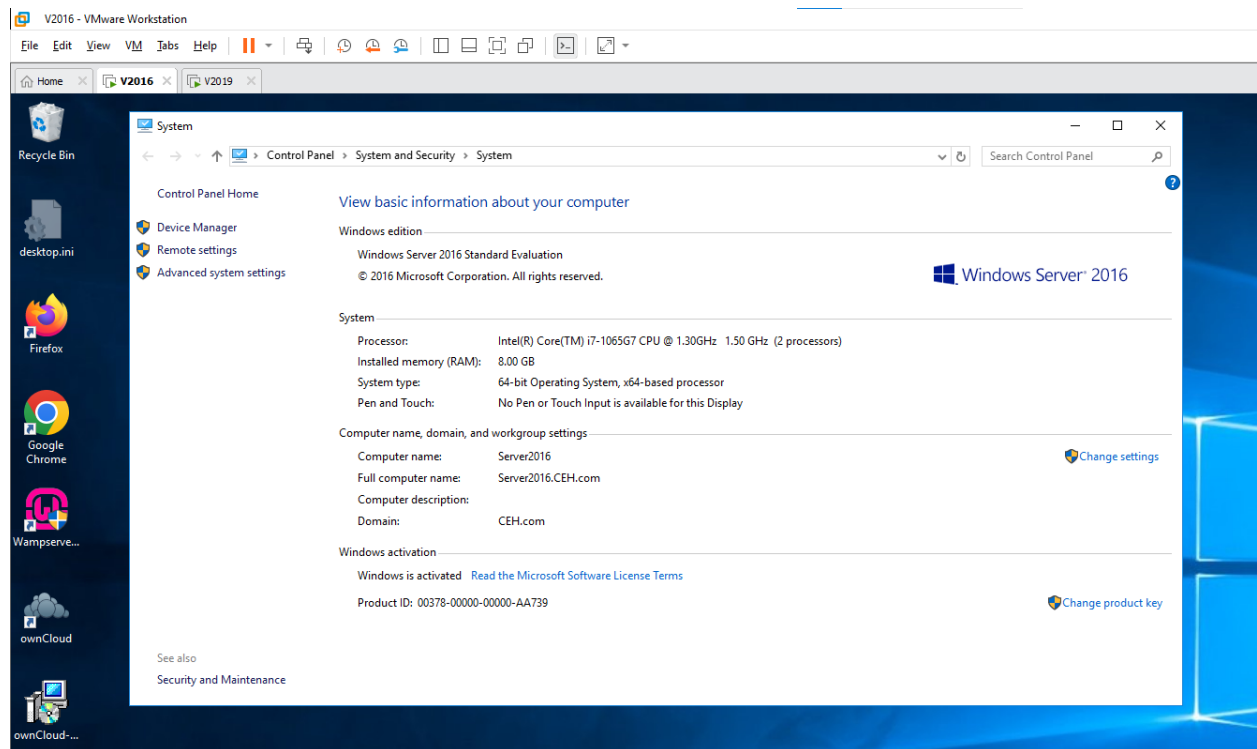 V2016 - VMware Workstation
File Edit View VM Tabs Help
Home V2016 V2019
Recycle Bin
desktop.ini
Firefox
Google
Chrome
Wampserve...
ownCloud
ownCloud-...
System
Control Panel System and Security System
Search Control Panel
Control Panel Home
Device Manager
Remote settings
Advanced system settings
See also
Security and Maintenance
View basic information about your computer
Windows edition
Windows Server 2016 Standard Evaluation
© 2016 Microsoft Corporation. All rights reserved.
Windows Server® 2016
System
Processor: Intel(R) Core(TM) i7-1065G7 CPU @ 1.30GHz 1.50 GHz (2 processors)
Installed memory (RAM): 8.00 GB
System type: 64-bit Operating System, x64-based processor
Pen and Touch: No Pen or Touch Input is available for this Display
Computer name, domain, and workgroup settings
Computer name: Server2016 Change settings
Full computer name: Server2016.CEH.com
Computer description:
Domain: CEH.com
Windows activation
Windows is activated Read the Microsoft Software License Terms
Product ID: 00378-00000-00000-AA739 Change product key